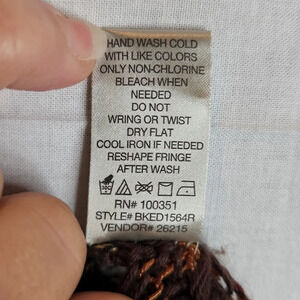 HAND WASH COLD
WITH LIKE COLORS
ONLY NON-CHLORINE
BLEACH WHEN
NEEDED
DO NOT
WRING OR TWIST
DRY FLAT
COOL IRON IF NEEDED
RESHAPE FRINGE
AFTER WASH
RN# 100351
STYLE# BKED1564R
VENDOR# 26215